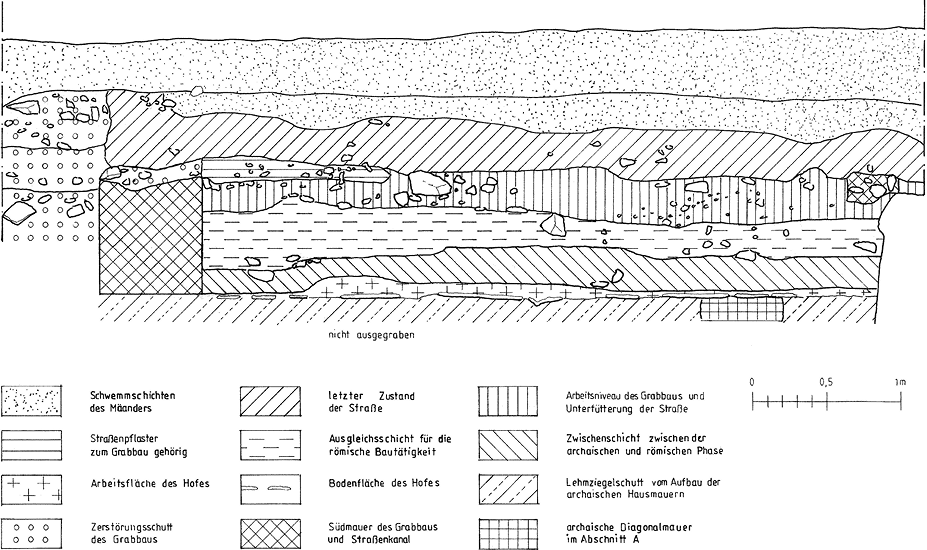 nicht ausgegraben
Schwemmschichten
des Mäanders
letzter Zustand
der Straße
Arbeitsniveau des Grabbaus und
Unterfütterung der Straße
0 0,5 1m
Straßenpflaster
zum Grabbau gehörig
Ausgleichsschicht für die
römische Bautätigkeit
Zwischenschicht zwischen der
archaischen und römischen Phase
Arbeitsfläche des Hofes
Bodenfläche des Hofes
Lehmziegelschutt vom Aufbau der
archaischen Hausmauern
Zerstörungsschutt
des Grabbaus
Südmauer des Grabbaus
und Straßenkanal
archaische Diagonalmauer
im Abschnitt A